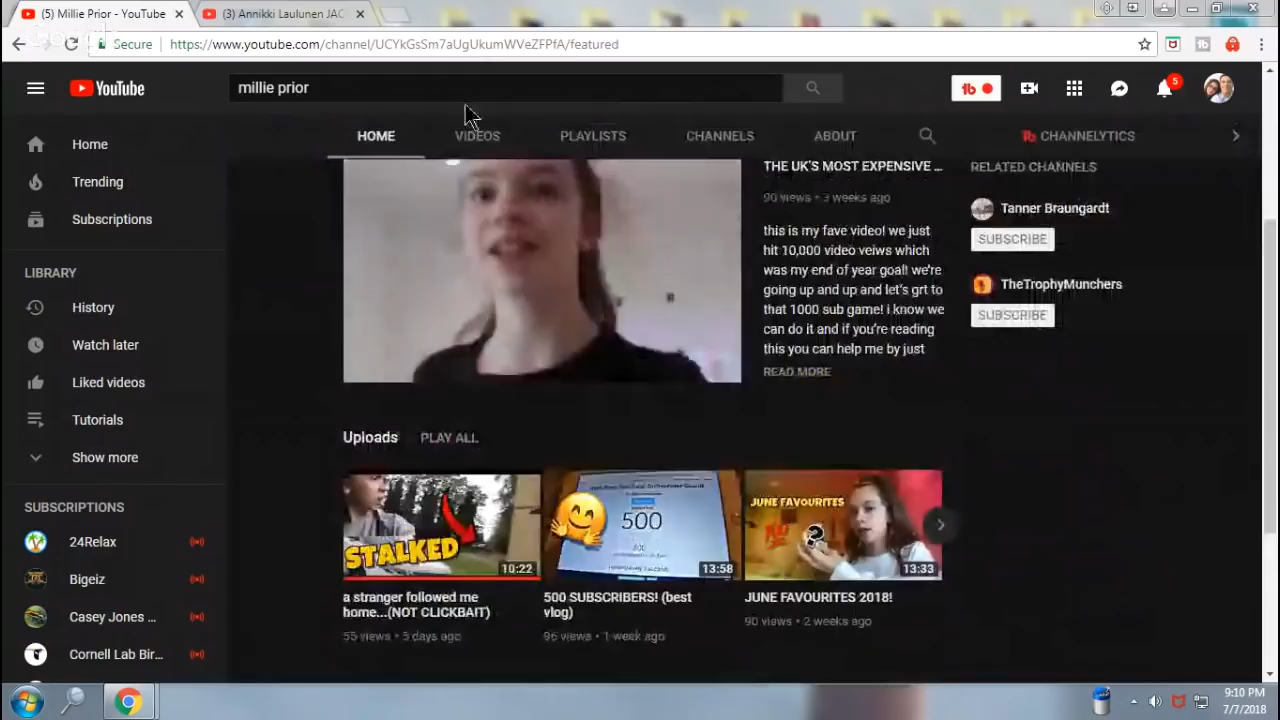 (5) Millie Prior - YouTube
(3) Annikki Laulunen JAC
Secure
https://www.youtube.com/channel/UCYkGsSm7aUgUkumWVeZFPfA/featured
YouTube
millie prior
tb
5
HOME
VIDEOS
PLAYLISTS
CHANNELS
ABOUT
tb CHANNELYTICS
Home
Trending
Subscriptions
LIBRARY
History
Watch later
Liked videos
Tutorials
Show more
SUBSCRIPTIONS
24Relax
Bigeiz
Casey Jones ...
Cornell Lab Bir...
THE UK'S MOST EXPENSIVE ...
90 views • 3 weeks ago
this is my fave video! we just
hit 10,000 video veiws which
was my end of year goal! we're
going up and up and let's grt to
that 1000 sub game! i know we
can do it and if you're reading
this you can help me by just
READ MORE
RELATED CHANNELS
Tanner Braungardt
SUBSCRIBE
TheTrophyMunchers
SUBSCRIBE
Uploads
PLAY ALL
STALKED
10:22
a stranger followed me
home...(NOT CLICKBAIT)
55 views • 5 days ago
500
13:58
500 SUBSCRIBERS! (best
vlog)
96 views • 1 week ago
JUNE FAVOURITES
?
13:33
JUNE FAVOURITES 2018!
90 views • 2 weeks ago
9:10 PM
7/7/2018